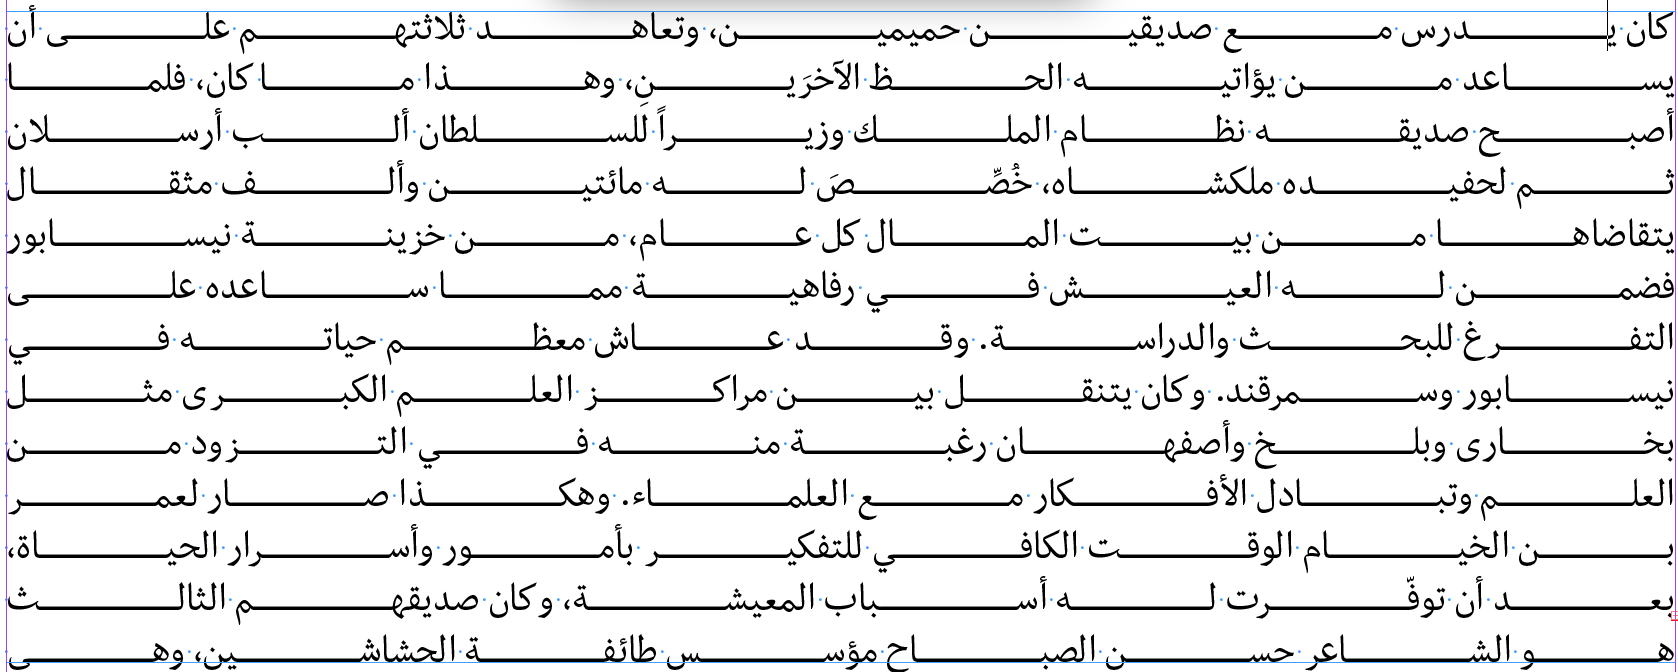 كان يدرس مع صديقين حميمين، وتعاهد ثلاثتهم على أن
يساعد من يؤاتيه الحظ الآخرَينِ، وهذا ما كان، فلما
أصبح صديقه نظام الملك وزيراً للسلطان ألب أرسلان
ثم لحفيده ملكشاه، خُصِّصَ له مائتين وألف مثقال
يتقاضاها من بيت المال كل عام، من خزينة نيسابور
فضمن له العيش في رفاهية مما ساعده على
التفرغ للبحث والدراسة. وقد عاش معظم حياته في
نيسابور وسمرقند. وكان يتنقل بين مراكز العلم الكبرى مثل
بخارى وبلخ وأصفهان رغبة منه في التزود من
العلم وتبادل الأفكار مع العلماء. وهكذا صار لعمر
بن الخيام الوقت الكافي للتفكير بأمور وأسرار الحياة،
بعد أن توفّرت له أسباب المعيشة، وكان صديقهم الثالث
هو الشاعر حسن الصباح مؤسس طائفة الحشاشين، وهي